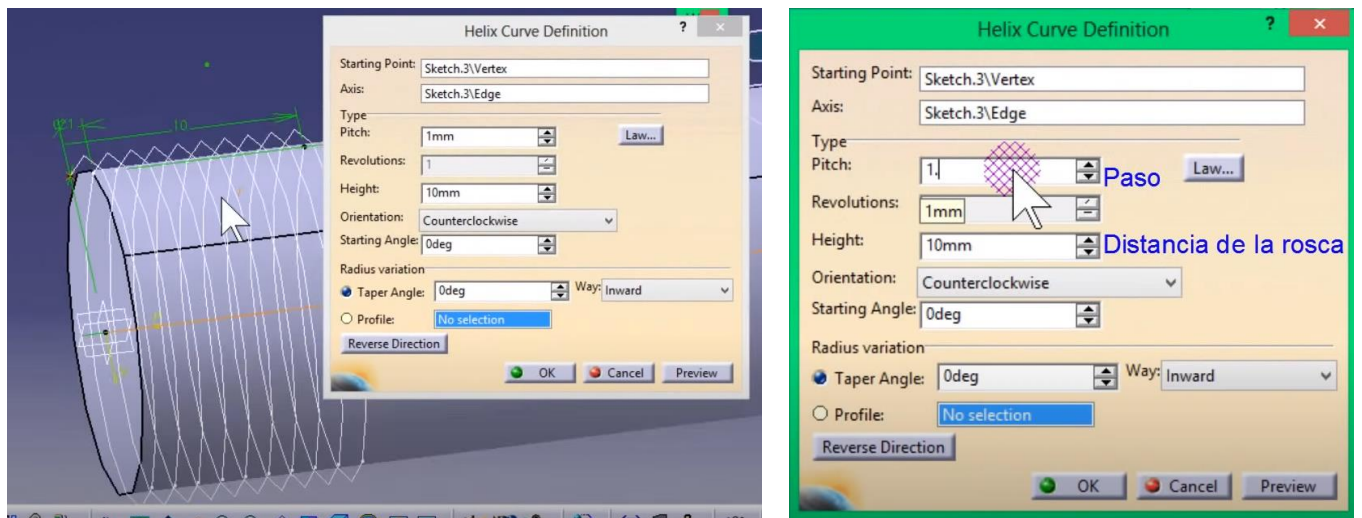 Helix Curve Definition ? ×
Starting Point: Sketch.3\Vertex
Axis: Sketch.3\Edge
Type
Pitch: 1mm Law...
Revolutions: 1
Height: 10mm
Orientation: Counterclockwise
Starting Angle: 0deg
Radius variation
Taper Angle: 0deg Way: Inward
Profile: No selection
Reverse Direction
OK Cancel Preview
10
Helix Curve Definition ? ×
Starting Point: Sketch.3\Vertex
Axis: Sketch.3\Edge
Type
Pitch: 1. Paso Law...
Revolutions: 1mm
Height: 10mm Distancia de la rosca
Orientation: Counterclockwise
Starting Angle: 0deg
Radius variation
Taper Angle: 0deg Way: Inward
Profile: No selection
Reverse Direction
OK Cancel Preview